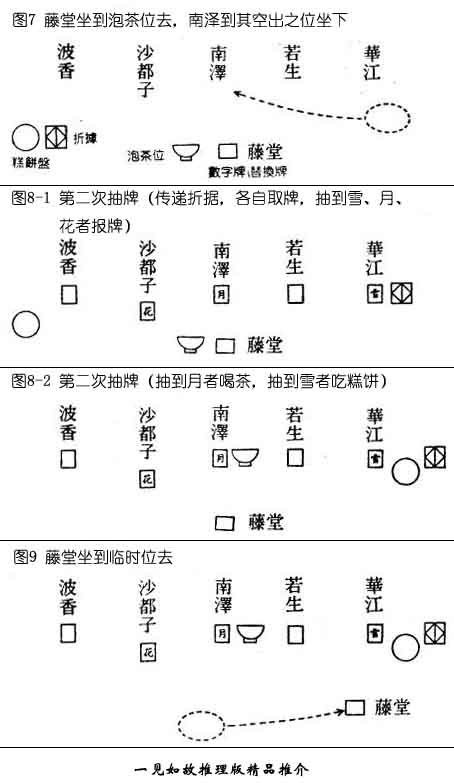 图7 藤堂坐到泡茶位去，南泽到其空出之位坐下
波香
沙都子
南澤
若生
華江
折據
糕餅盤
泡茶位
藤堂
數字牌,替換牌
图8-1 第二次抽牌（传递折据，各自取牌，抽到雪、月、
花者报牌）
波香
沙都子
南澤
若生
華江
花
月
雪
藤堂
图8-2 第二次抽牌（抽到月者喝茶，抽到雪者吃糕饼）
波香
沙都子
南澤
若生
華江
花
月
雪
藤堂
图9 藤堂坐到临时位去
波香
沙都子
南澤
若生
華江
花
月
雪
藤堂
一见如故推理版精品推介